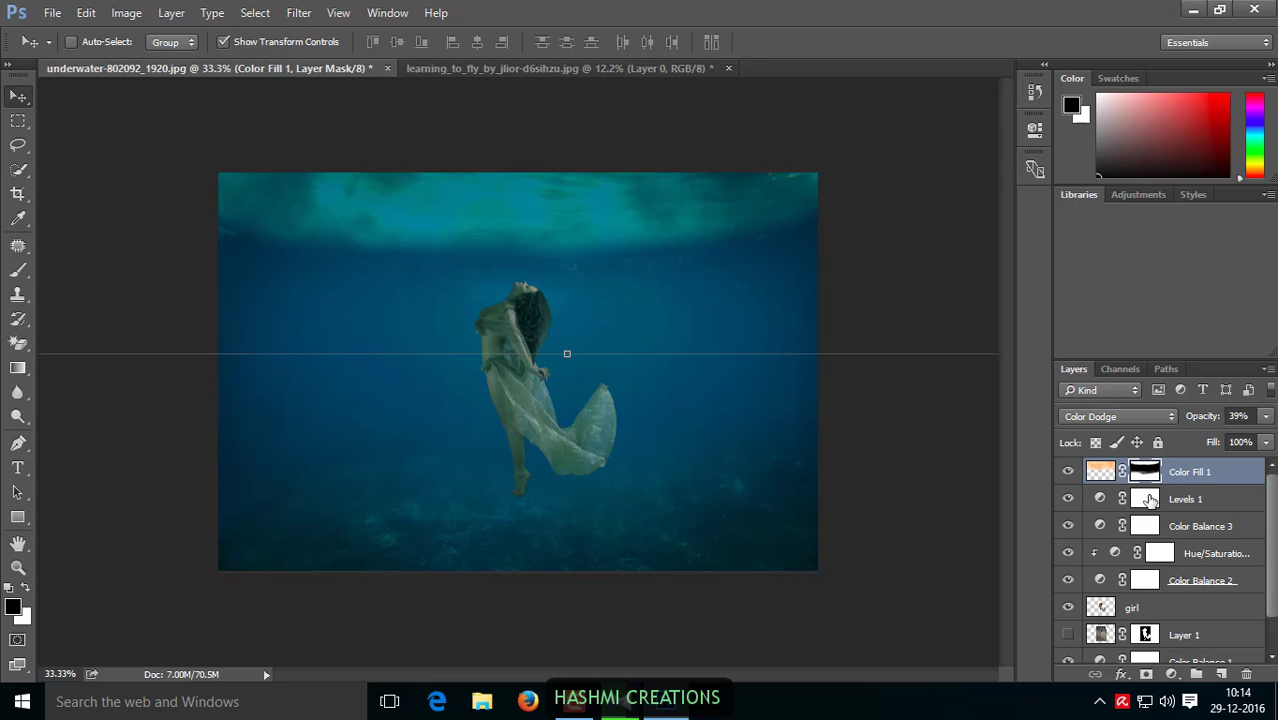 Ps File Edit Image Layer Type Select Filter 3D View Window Help
Auto-Select: Group Show Transform Controls Essentials
underwater-802092_1920.jpg @ 33.3% (Color Fill 1, Layer Mask/8) * × learning_to_fly_by_jlior-d6sihzu.jpg @ 12.2% (Layer 0, RGB/8) * ×
Color Swatches
Libraries Adjustments Styles
Layers Channels Paths
Kind
Color Dodge Opacity: 39%
Lock: Fill: 100%
Color Fill 1
Levels 1
Color Balance 3
Hue/Saturatio...
Color Balance 2
girl
Layer 1
Color Balance 1
33.33% Doc: 7.00M/70.5M
Search the web and Windows
HASHMI CREATIONS
10:14
29-12-2016